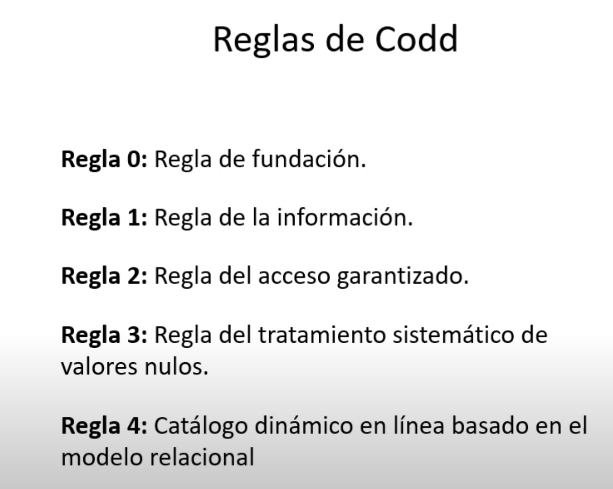 Reglas de Codd
Regla 0: Regla de fundación.
Regla 1: Regla de la información.
Regla 2: Regla del acceso garantizado.
Regla 3: Regla del tratamiento sistemático de
valores nulos.
Regla 4: Catálogo dinámico en línea basado en el
modelo relacional